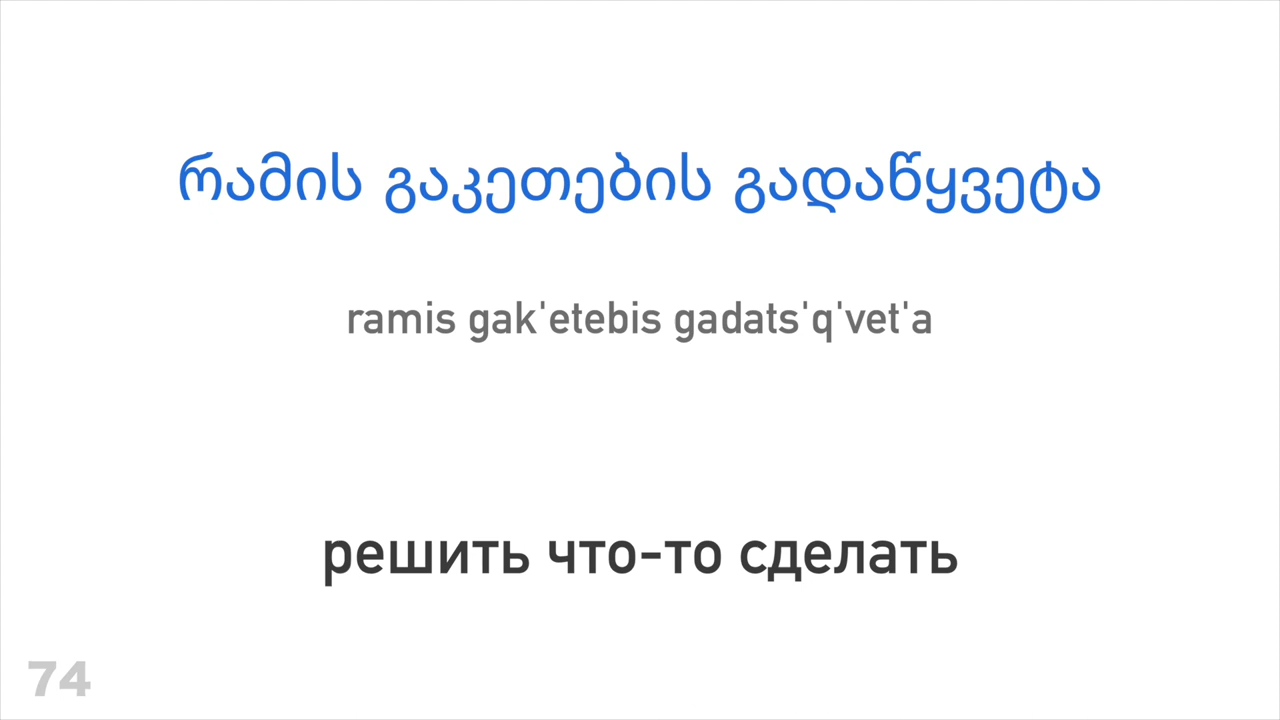 რამის გაკეთების გადაწყვეტა
ramis gak'etebis gadats'q'vet'a
решить что-то сделать
74